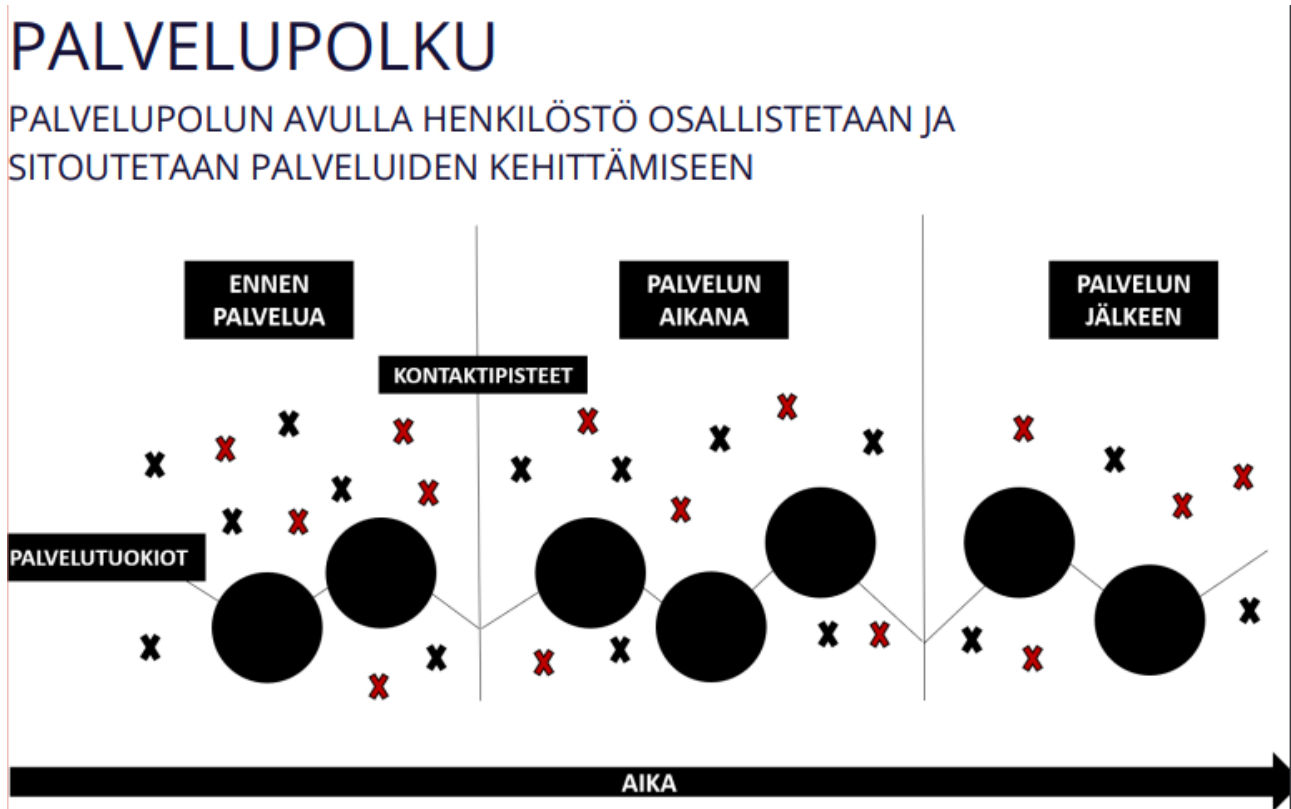 PALVELUPOLKU
PALVELUPOLUN AVULLA HENKILÖSTÖ OSALLISTETAAN JA
SITOUTETAAN PALVELUIDEN KEHITTÄMISEEN
ENNEN
PALVELUA
PALVELUN
AIKANA
PALVELUN
JÄLKEEN
KONTAKTIPISTEET
PALVELUTUOKIOT
AIKA